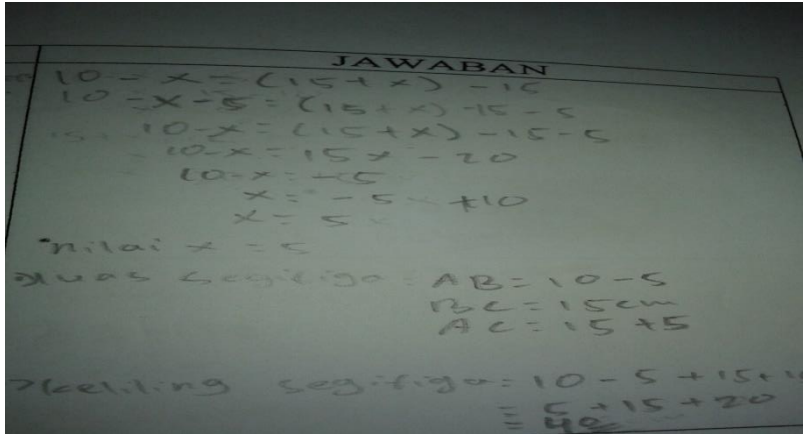 JAWABAN
10 - x = (15 + x) - 15
10 - x - 5 = (15 + x) - 15 - 5
10 - x = (15 + x) - 15 - 5
10 - x = 15x - 20
10 - x = -5
x = -5 + 10
x = 5
nilai x = 5
luas segitiga : AB = 10 - 5
BC = 15 cm
AC = 15 + 5
keliling segitiga = 10 - 5 + 15 +
= 5 + 15 + 20